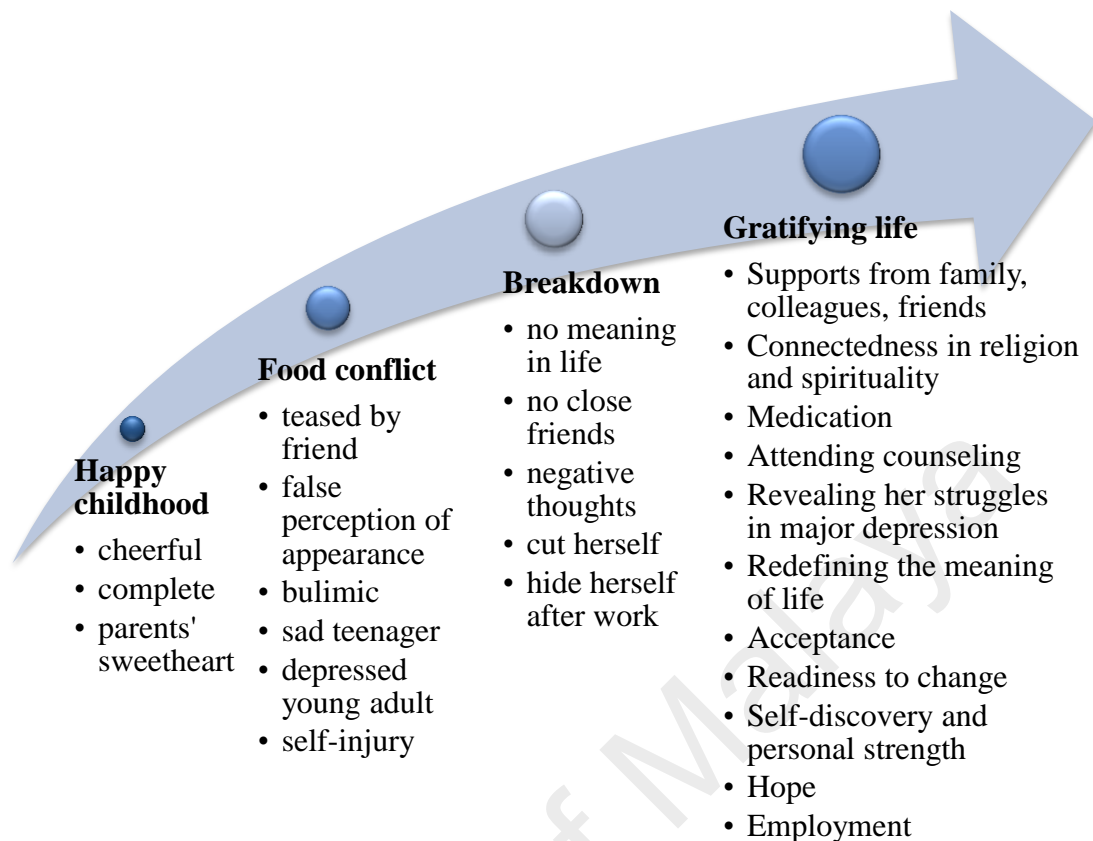 Happy
childhood
• cheerful
• complete
• parents'
sweetheart
Food conflict
• teased by
friend
• false
perception of
appearance
• bulimic
• sad teenager
• depressed
young adult
• self-injury
Breakdown
• no meaning
in life
• no close
friends
• negative
thoughts
• cut herself
• hide herself
after work
Gratifying life
• Supports from family,
colleagues, friends
• Connectedness in religion
and spirituality
• Medication
• Attending counseling
• Revealing her struggles
in major depression
• Redefining the meaning
of life
• Acceptance
• Readiness to change
• Self-discovery and
personal strength
• Hope
• Employment
of Malaya